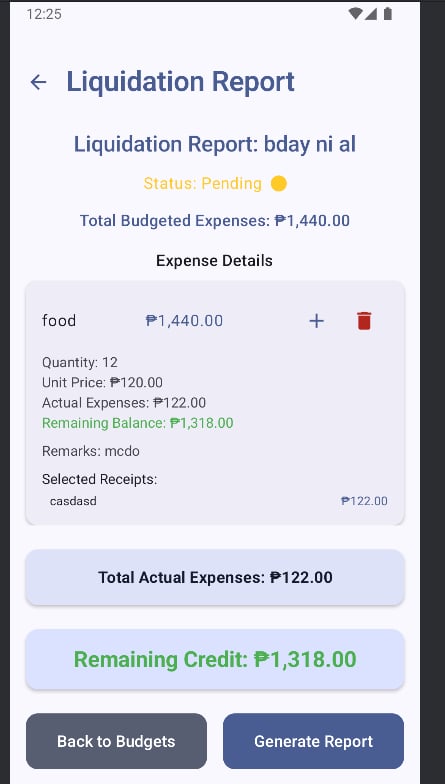 12:25
Liquidation Report
Liquidation Report: bday ni al
Status: Pending
Total Budgeted Expenses: ₱1,440.00
Expense Details
food ₱1,440.00 +
Quantity: 12
Unit Price: ₱120.00
Actual Expenses: ₱122.00
Remaining Balance: ₱1,318.00
Remarks: mcdo
Selected Receipts:
casdasd ₱122.00
Total Actual Expenses: ₱122.00
Remaining Credit: ₱1,318.00
Back to Budgets Generate Report